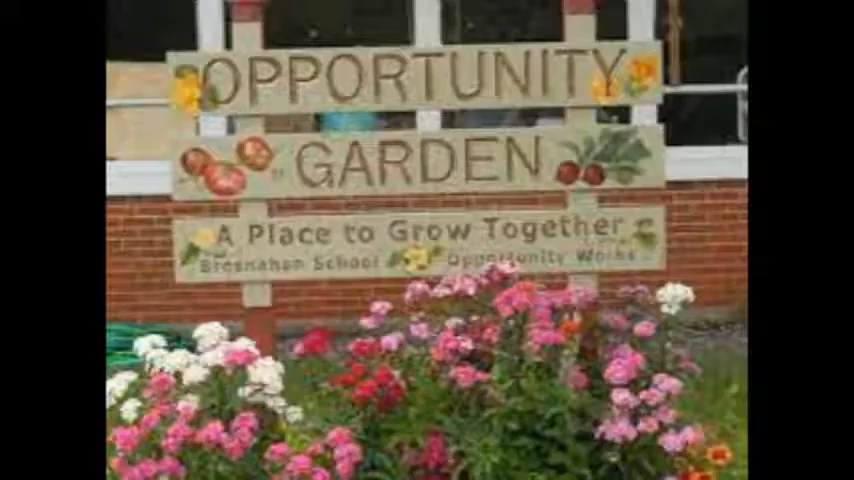 OPPORTUNITY
GARDEN
A Place to Grow Together
Bresnahan School Opportunity Works